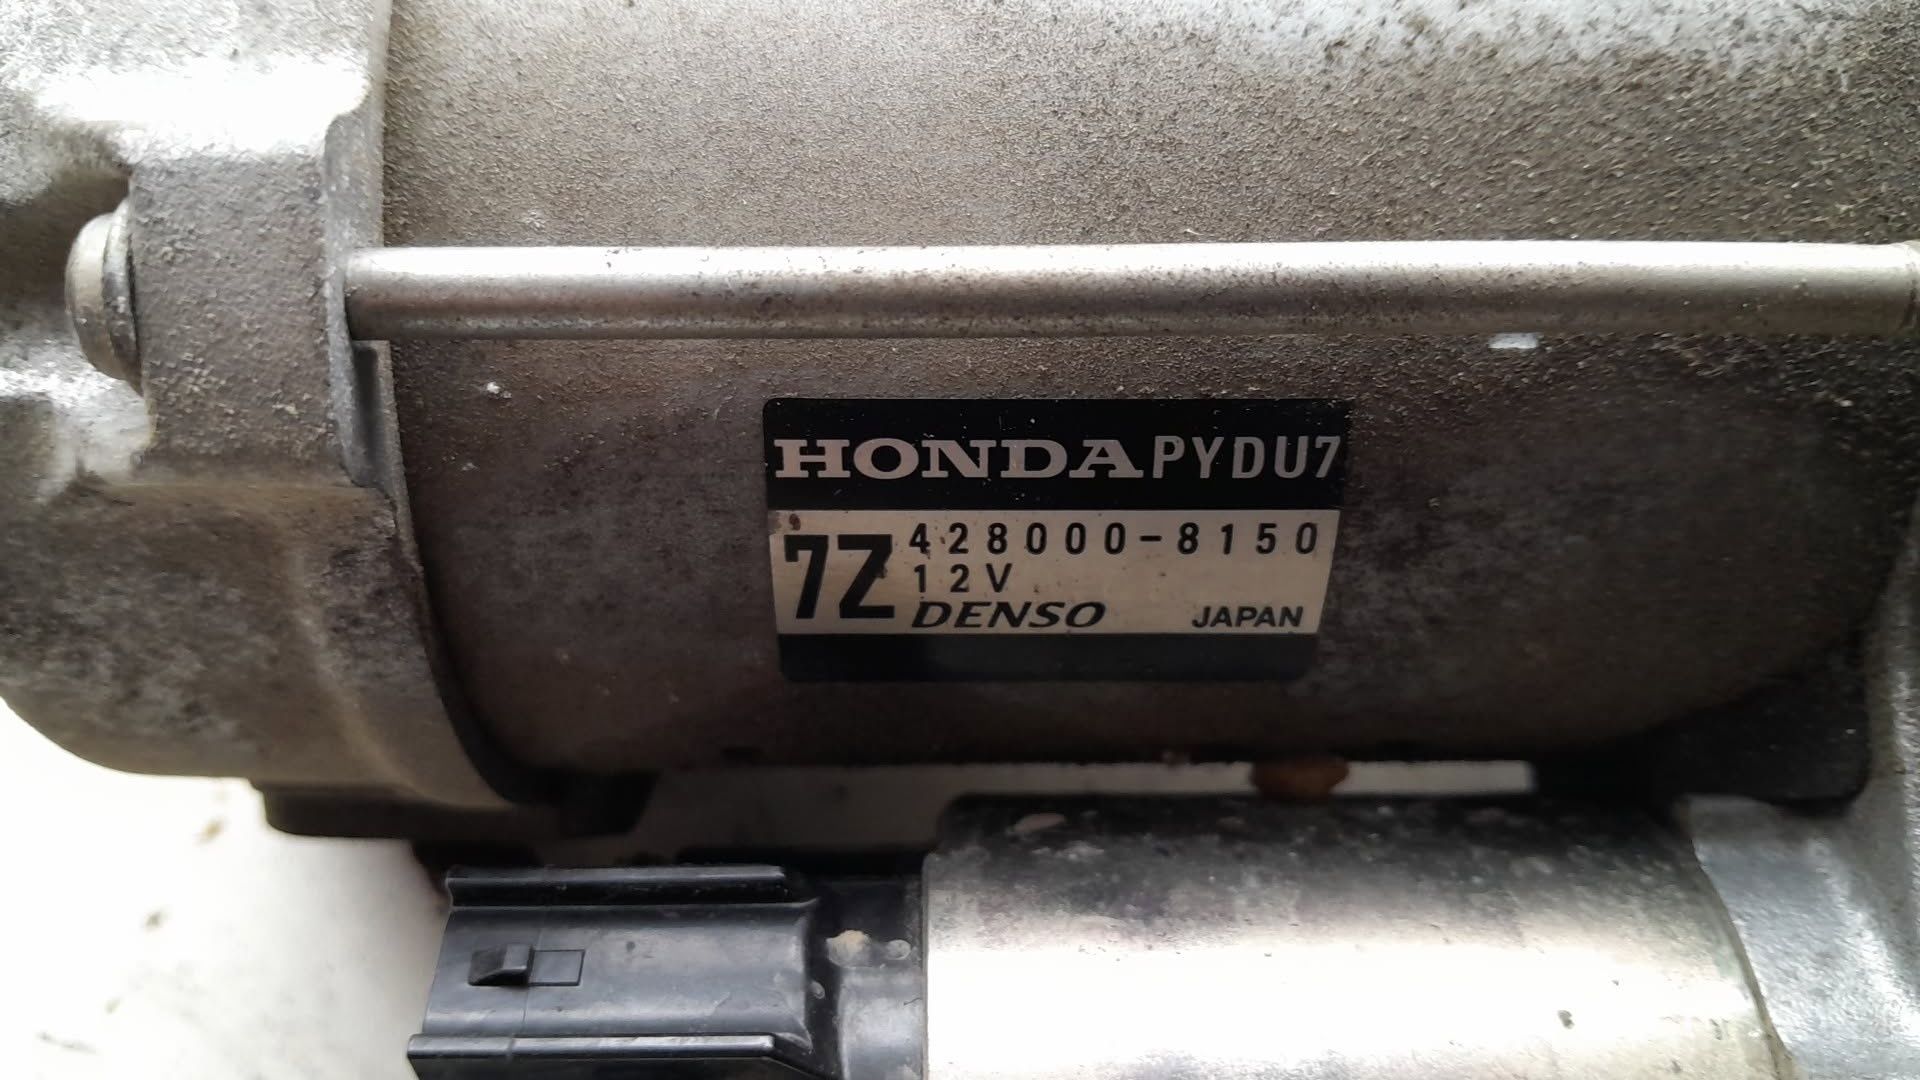 HONDA PYDU7
7Z 428000-8150
12V
DENSO JAPAN